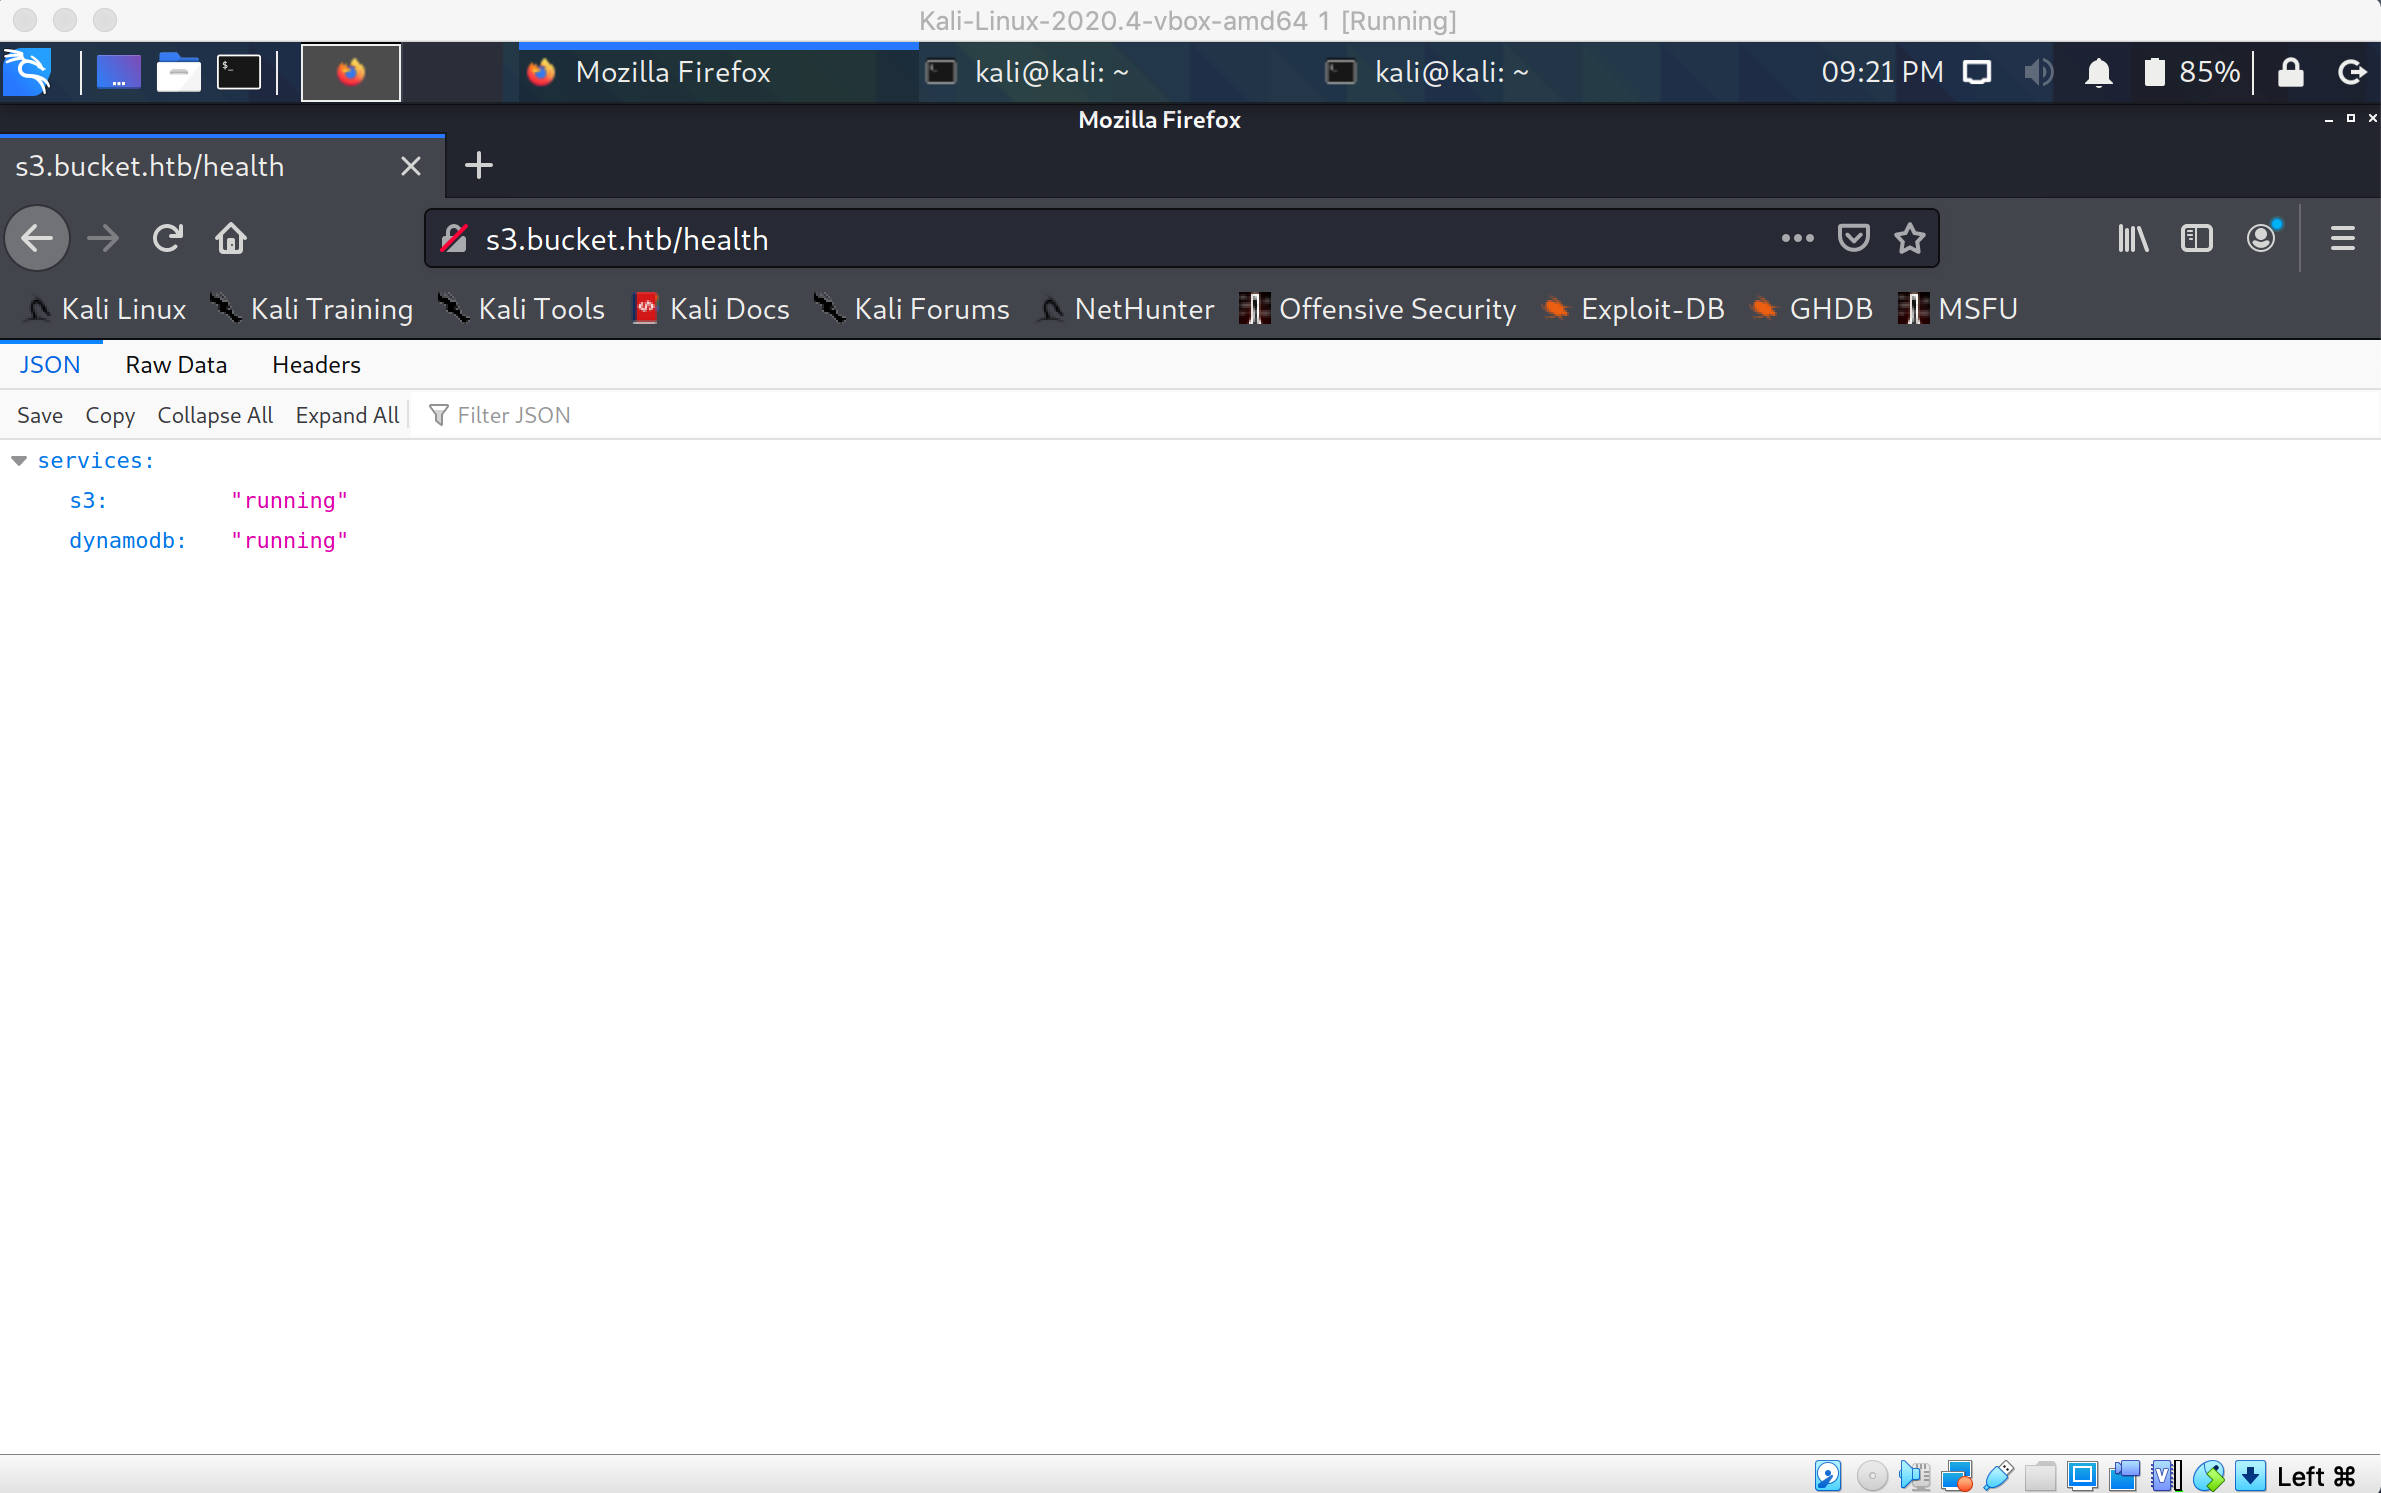 Kali-Linux-2020.4-vbox-amd64 1 [Running]
Mozilla Firefox kali@kali: ~ kali@kali: ~ 09:21 PM 85%
Mozilla Firefox
s3.bucket.htb/health
s3.bucket.htb/health
Kali Linux Kali Training Kali Tools Kali Docs Kali Forums NetHunter Offensive Security Exploit-DB GHDB MSFU
JSON Raw Data Headers
Save Copy Collapse All Expand All Filter JSON
services:
s3: "running"
dynamodb: "running"
Left ⌘